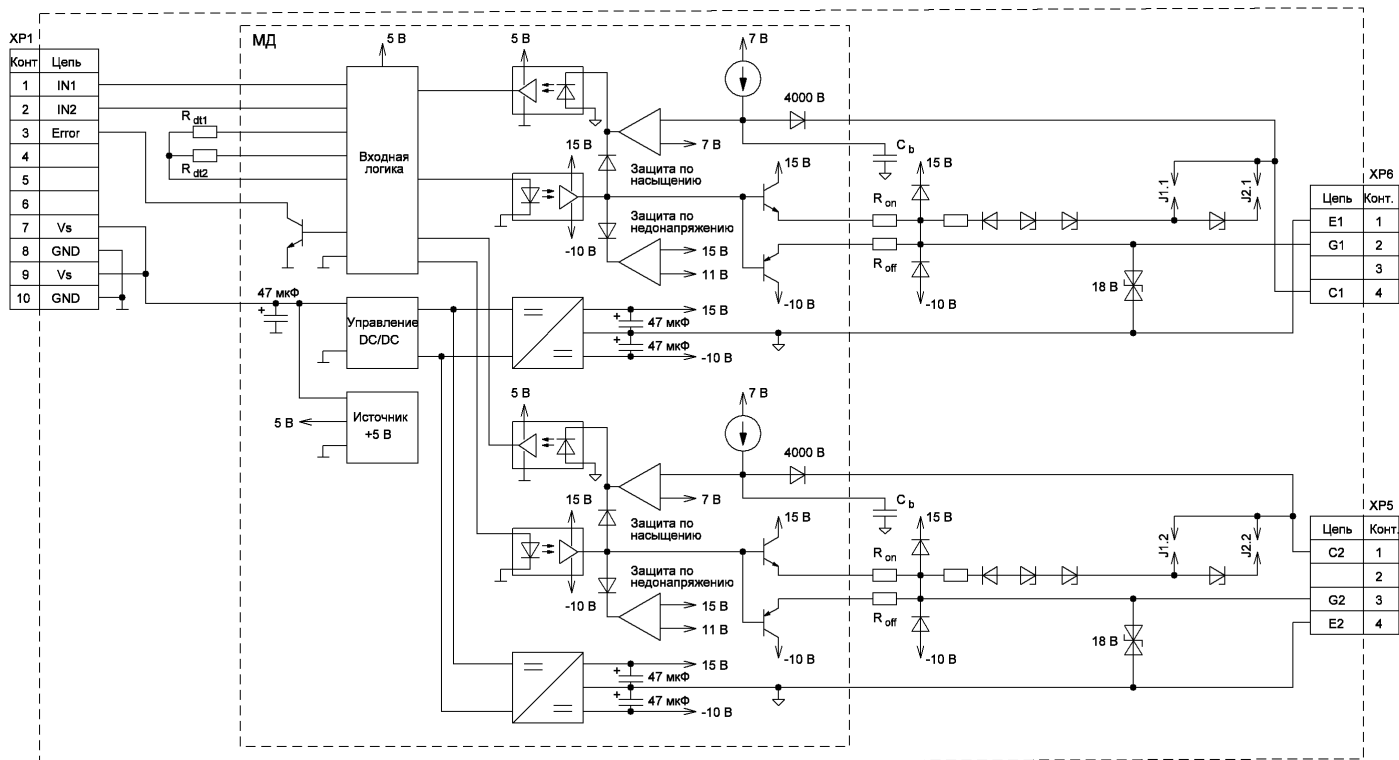 XP1
Конт Цепь
1 IN1
2 IN2
3 Error
4
5
6
7 Vs
8 GND
9 Vs
10 GND
R dt1
R dt2
МД
5 В
Входная
логика
47 мкФ
+
Управление
DC/DC
Источник
+5 В
5 В
5 В
7 В
4000 В
7 В
C b
15 В
Защита по
насыщению
15 В
15 В
-10 В
Защита по
недонапряжению
15 В
11 В
R on
R off
-10 В
-10 В
18 В
J1.1
J2.1
XP6
Цепь Конт.
E1 1
G1 2
3
C1 4
+
47 мкФ
+
47 мкФ
15 В
-10 В
5 В
7 В
4000 В
7 В
C b
15 В
Защита по
насыщению
15 В
15 В
-10 В
Защита по
недонапряжению
15 В
11 В
R on
R off
-10 В
-10 В
18 В
J1.2
J2.2
XP5
Цепь Конт.
C2 1
2
G2 3
E2 4
+
47 мкФ
+
47 мкФ
15 В
-10 В